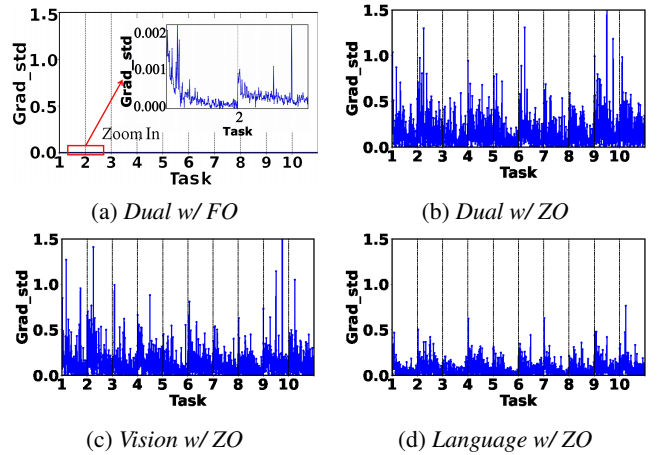 1.5
1.0
0.5
0.0
Grad_std
1 2 3 4 5 6 7 8 9 10
Task
Zoom In
0.002
0.001
0.000
Grad_std
2
Task
(a) Dual w/ FO
1.5
1.0
0.5
0.0
Grad_std
1 2 3 4 5 6 7 8 9 10
Task
(b) Dual w/ ZO
1.5
1.0
0.5
0.0
Grad_std
1 2 3 4 5 6 7 8 9 10
Task
(c) Vision w/ ZO
1.5
1.0
0.5
0.0
Grad_std
1 2 3 4 5 6 7 8 9 10
Task
(d) Language w/ ZO